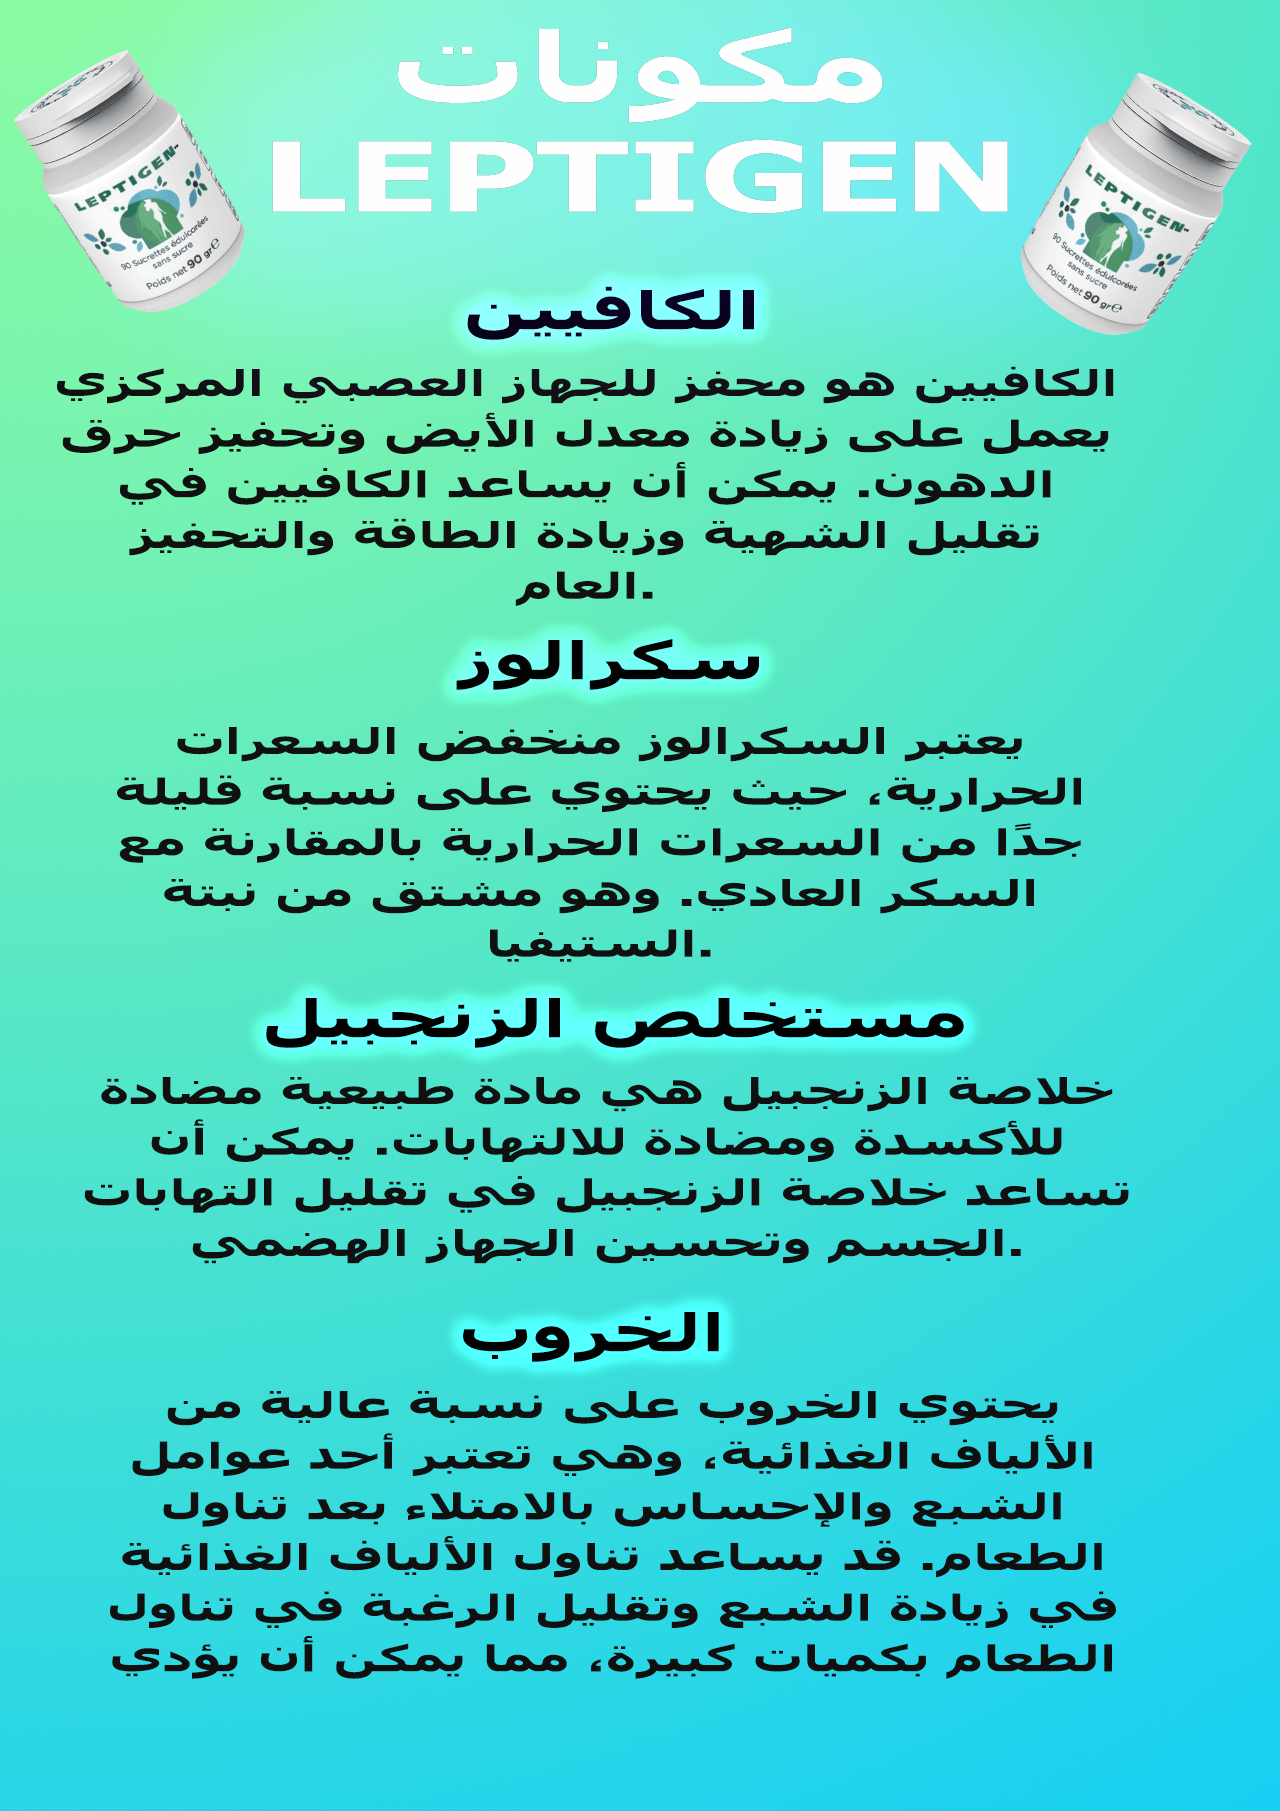 مكونات
LEPTIGEN
LEPTIGEN™
90 Sucrettes édulcorées
sans sucre
Poids net 90 gr℮
LEPTIGEN™
90 Sucrettes édulcorées
sans sucre
Poids net 90 gr℮
الكافيين
الكافيين هو محفز للجهاز العصبي المركزي
يعمل على زيادة معدل الأيض وتحفيز حرق
الدهون. يمكن أن يساعد الكافيين في
تقليل الشهية وزيادة الطاقة والتحفيز
.العام
سكرالوز
يعتبر السكرالوز منخفض السعرات
الحرارية، حيث يحتوي على نسبة قليلة
جدًا من السعرات الحرارية بالمقارنة مع
السكر العادي. وهو مشتق من نبتة
.الستيفيا
مستخلص الزنجبيل
خلاصة الزنجبيل هي مادة طبيعية مضادة
للأكسدة ومضادة للالتهابات. يمكن أن
تساعد خلاصة الزنجبيل في تقليل التهابات
.الجسم وتحسين الجهاز الهضمي
الخروب
يحتوي الخروب على نسبة عالية من
الألياف الغذائية، وهي تعتبر أحد عوامل
الشبع والإحساس بالامتلاء بعد تناول
الطعام. قد يساعد تناول الألياف الغذائية
في زيادة الشبع وتقليل الرغبة في تناول
الطعام بكميات كبيرة، مما يمكن أن يؤدي